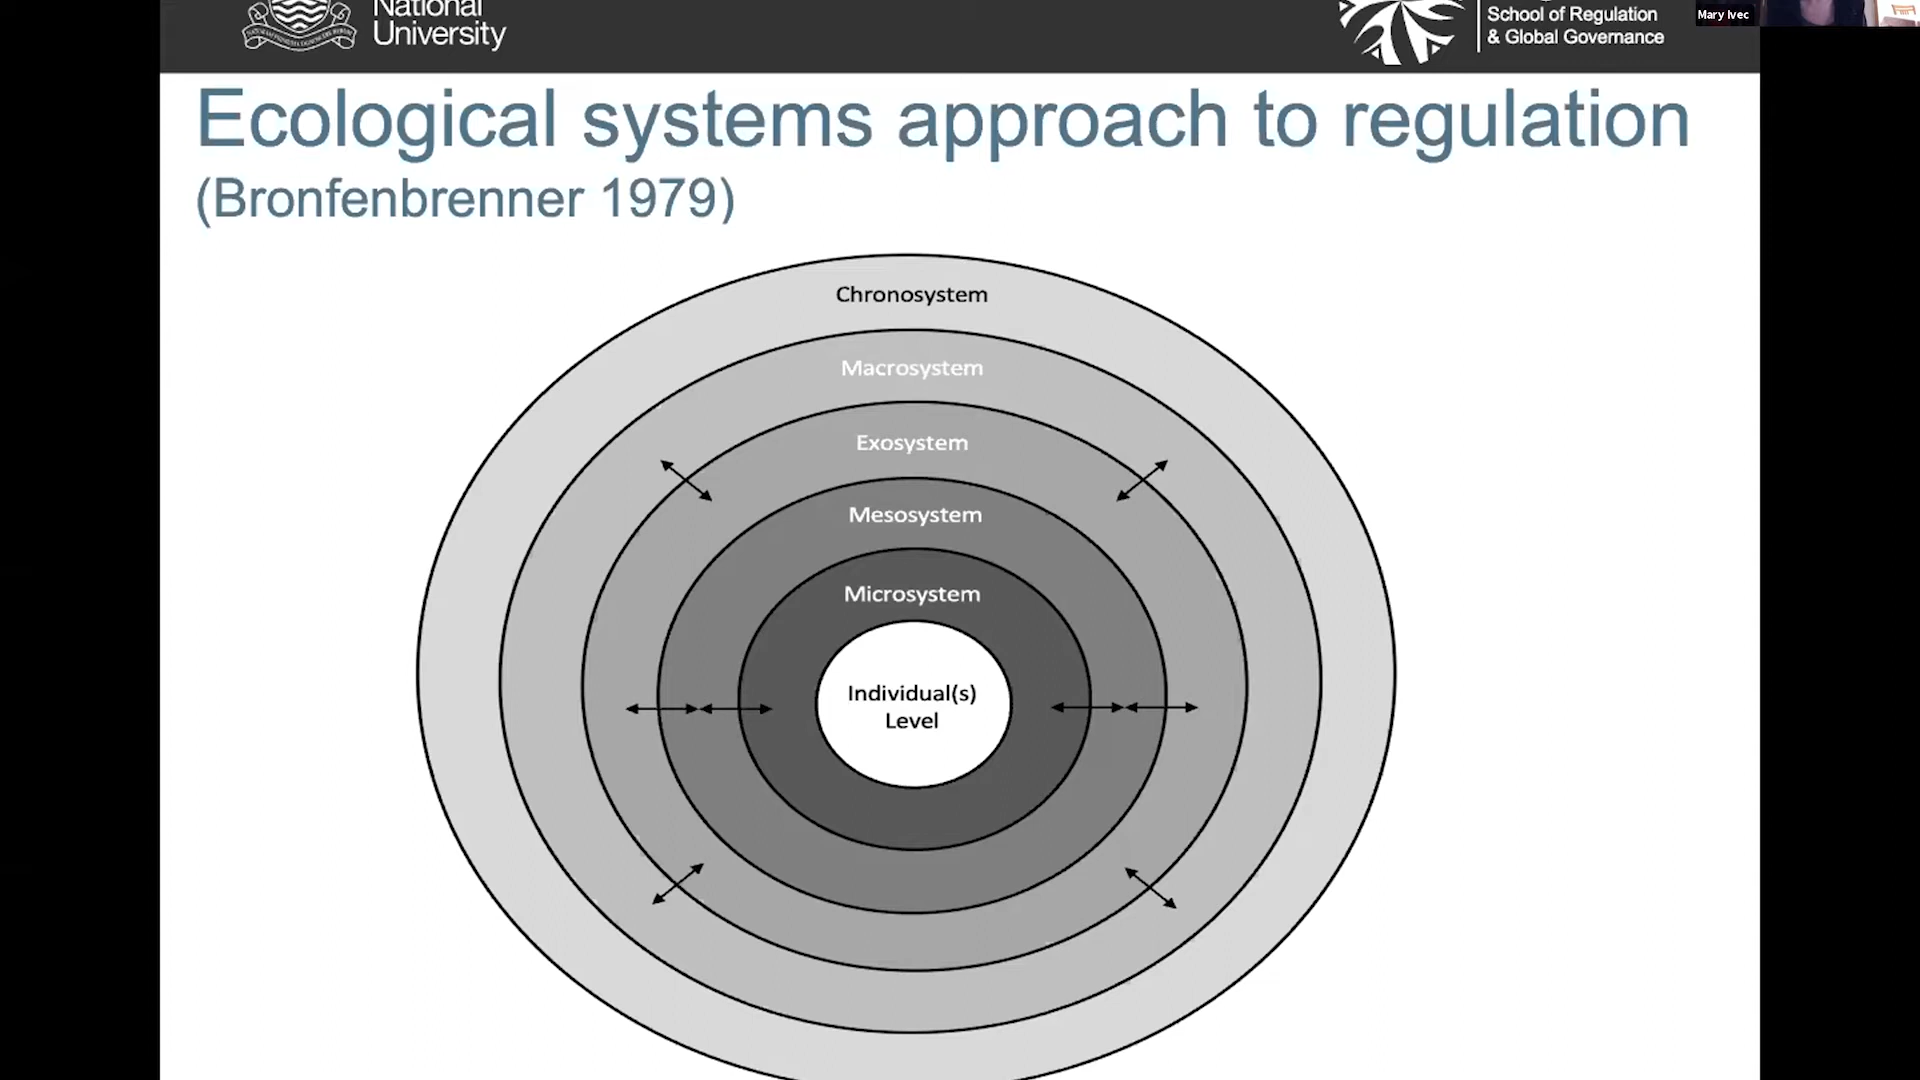 National
University
School of Regulation
& Global Governance
Mary Ivec
Ecological systems approach to regulation
(Bronfenbrenner 1979)
Chronosystem
Macrosystem
Exosystem
Mesosystem
Microsystem
Individual(s)
Level